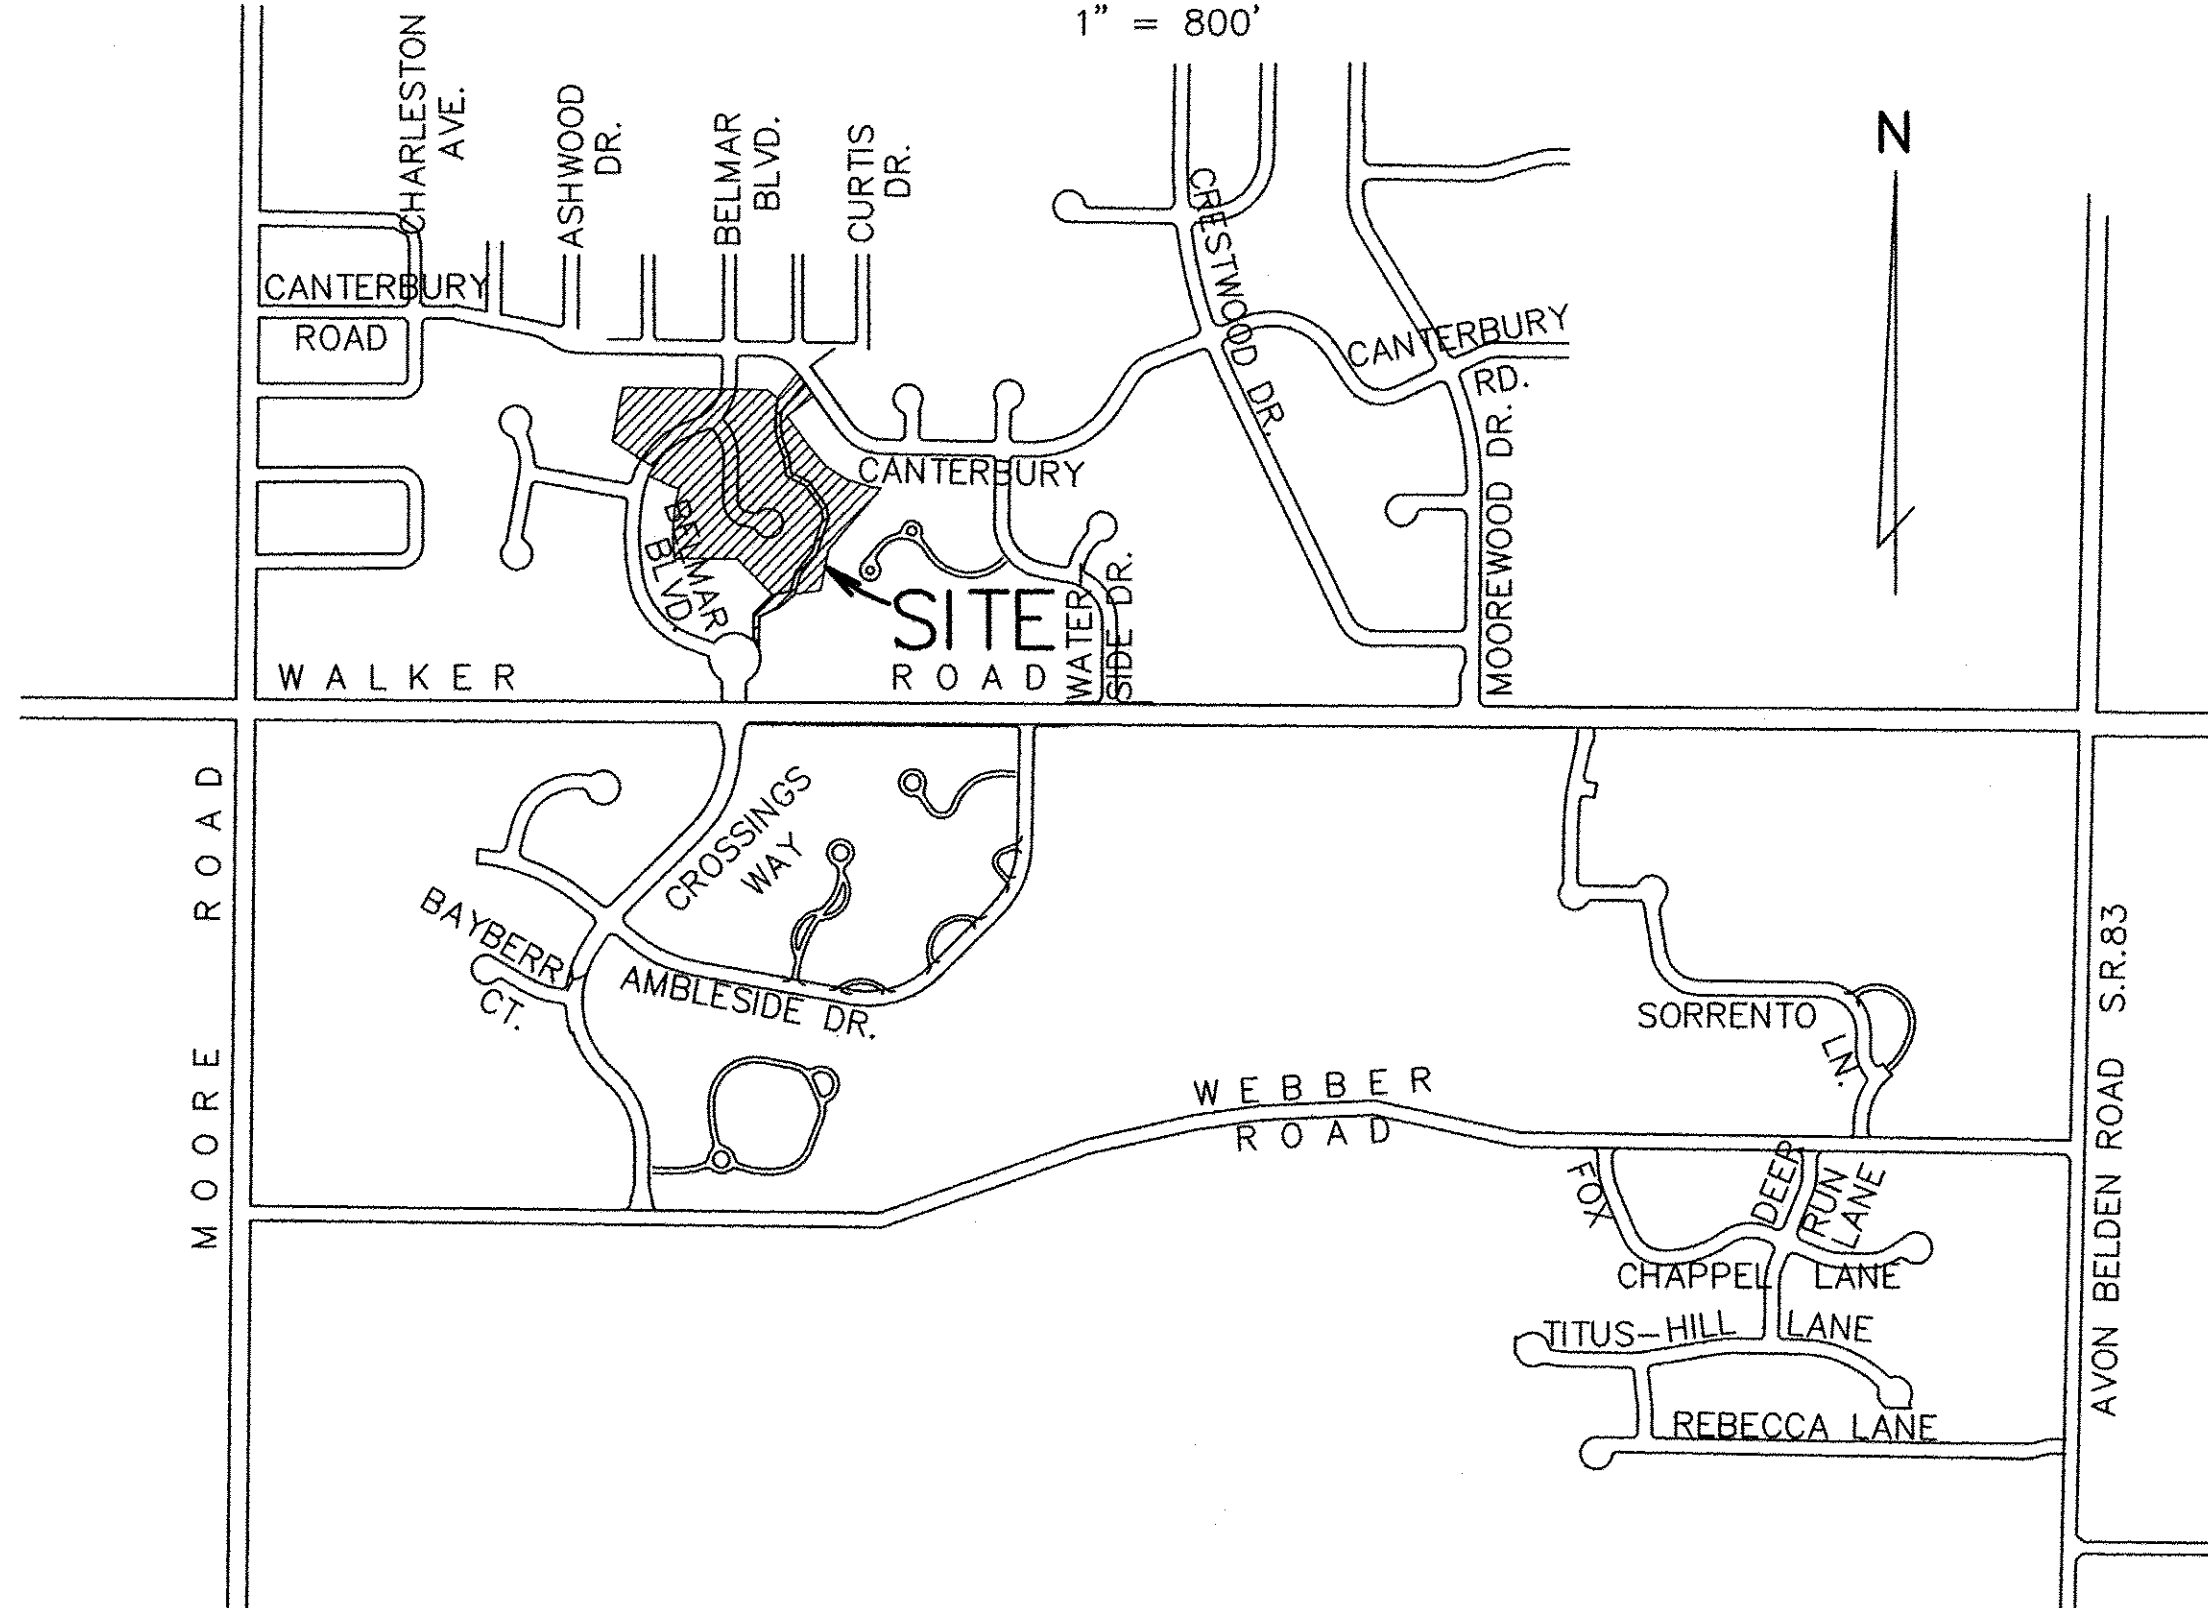 1" = 800'
CHARLESTON
AVE.
ASHWOOD
DR.
BELMAR
BLVD.
CURTIS
DR.
N
CRESTWOOD DR.
CANTERBURY
ROAD
CANTERBURY
RD.
CANTERBURY
MOOREWOOD DR.
BELMAR
BLVD.
SITE
WATER
SIDE DR.
WALKER
ROAD
MOORE ROAD
CROSSINGS
WAY
BAYBERRY
CT.
AMBLESIDE DR.
SORRENTO
LN.
AVON BELDEN ROAD S.R.83
WEBBER
ROAD
FOX
CHAPPEL LANE
DEER
RUN
LANE
TITUS-HILL LANE
REBECCA LANE